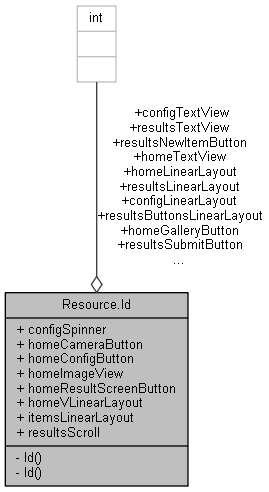 int
+configTextView
+resultsTextView
+resultsNewItemButton
+homeTextView
+homeLinearLayout
+resultsLinearLayout
+configLinearLayout
+resultsButtonsLinearLayout
+homeGalleryButton
+resultsSubmitButton
...
Resource.Id
+ configSpinner
+ homeCameraButton
+ homeConfigButton
+ homeImageView
+ homeResultScreenButton
+ homeVLinearLayout
+ itemsLinearLayout
+ resultsScroll
- Id()
- Id()